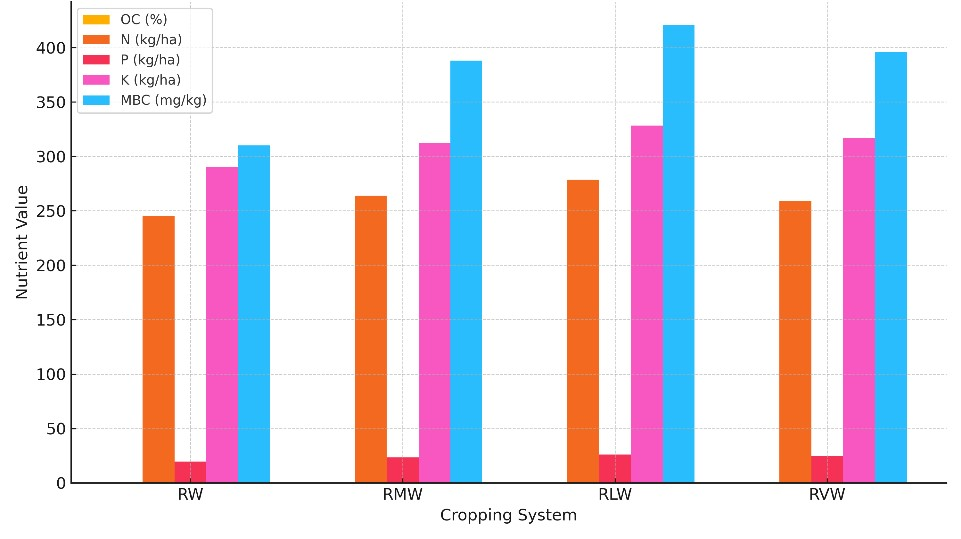 OC (%)
N (kg/ha)
P (kg/ha)
K (kg/ha)
MBC (mg/kg)
400
350
300
250
200
150
100
50
0
Nutrient Value
RW RMW RLW RVW
Cropping System